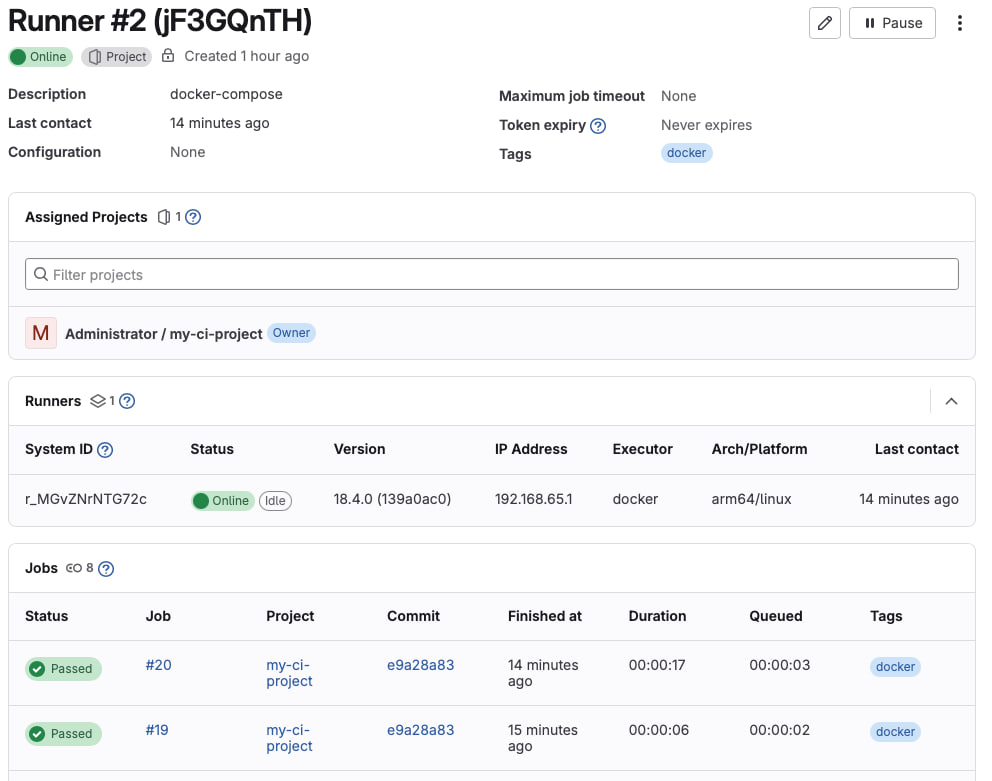 Runner #2 (jF3GQnTH)
Pause
Online Project Created 1 hour ago
Description docker-compose
Maximum job timeout None
Last contact 14 minutes ago
Token expiry Never expires
Configuration None
Tags docker
Assigned Projects 1
Filter projects
M Administrator / my-ci-project Owner
Runners 1
System ID Status Version IP Address Executor Arch/Platform Last contact
r_MGvZNrNTG72c Online Idle 18.4.0 (139a0ac0) 192.168.65.1 docker arm64/linux 14 minutes ago
Jobs 8
Status Job Project Commit Finished at Duration Queued Tags
Passed #20 my-ci-project e9a28a83 14 minutes ago 00:00:17 00:00:03 docker
Passed #19 my-ci-project e9a28a83 15 minutes ago 00:00:06 00:00:02 docker